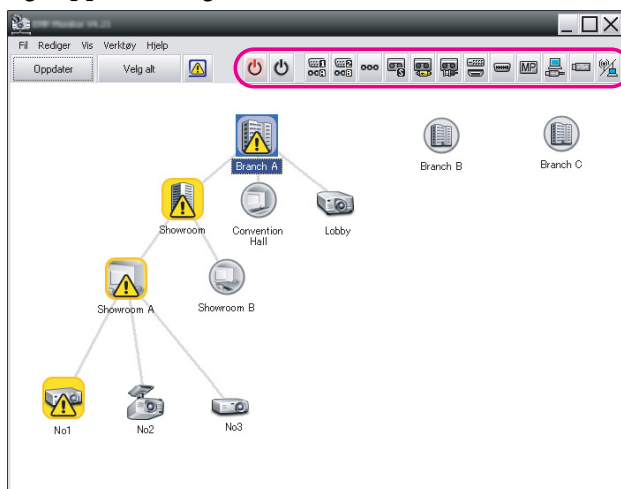 Fil Rediger Vis Verktøy Hjelp
Oppdater Velg alt MP
Branch A Branch B Branch C
Showroom Convention Hall Lobby
Showroom A Showroom B
No1 No2 No3